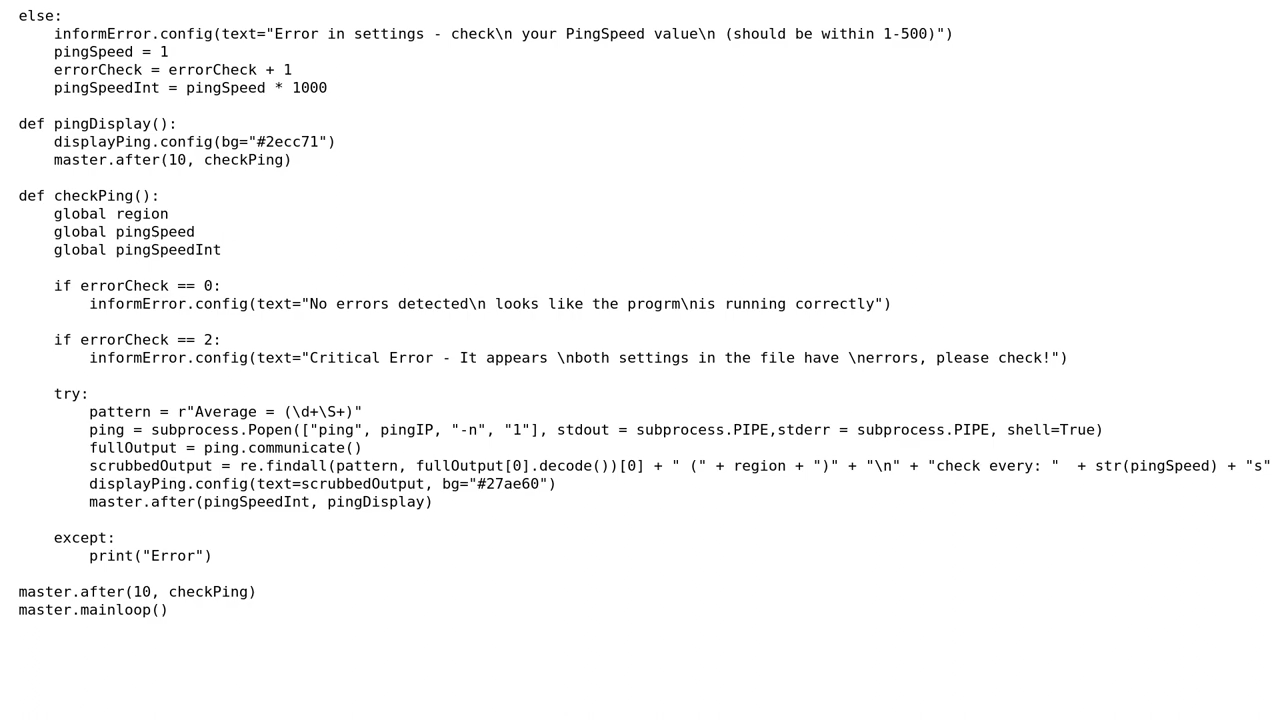 else:
    informError.config(text="Error in settings - check\n your PingSpeed value\n (should be within 1-500)")
    pingSpeed = 1
    errorCheck = errorCheck + 1
    pingSpeedInt = pingSpeed * 1000

def pingDisplay():
    displayPing.config(bg="#2ecc71")
    master.after(10, checkPing)

def checkPing():
    global region
    global pingSpeed
    global pingSpeedInt

    if errorCheck == 0:
        informError.config(text="No errors detected\n looks like the progrm\nis running correctly")

    if errorCheck == 2:
        informError.config(text="Critical Error - It appears \nboth settings in the file have \nerrors, please check!")

    try:
        pattern = r"Average = (\d+\S+)"
        ping = subprocess.Popen(["ping", pingIP, "-n", "1"], stdout = subprocess.PIPE,stderr = subprocess.PIPE, shell=True)
        fullOutput = ping.communicate()
        scrubbedOutput = re.findall(pattern, fullOutput[0].decode())[0] + " (" + region + ")" + "\n" + "check every: "  + str(pingSpeed) + "s"
        displayPing.config(text=scrubbedOutput, bg="#27ae60")
        master.after(pingSpeedInt, pingDisplay)

    except:
        print("Error")

master.after(10, checkPing)
master.mainloop()